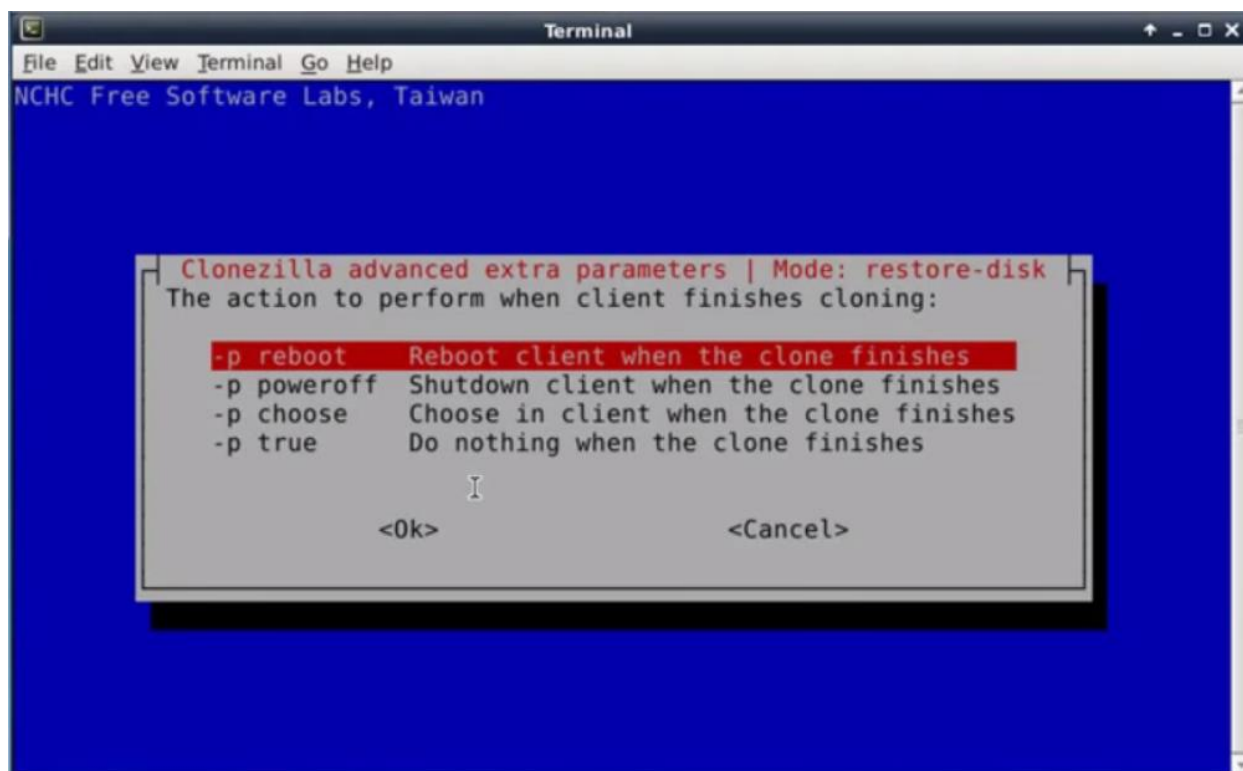 Terminal
File Edit View Terminal Go Help
NCHC Free Software Labs, Taiwan
Clonezilla advanced extra parameters | Mode: restore-disk
The action to perform when client finishes cloning:
-p reboot Reboot client when the clone finishes
-p poweroff Shutdown client when the clone finishes
-p choose Choose in client when the clone finishes
-p true Do nothing when the clone finishes
<Ok> <Cancel>